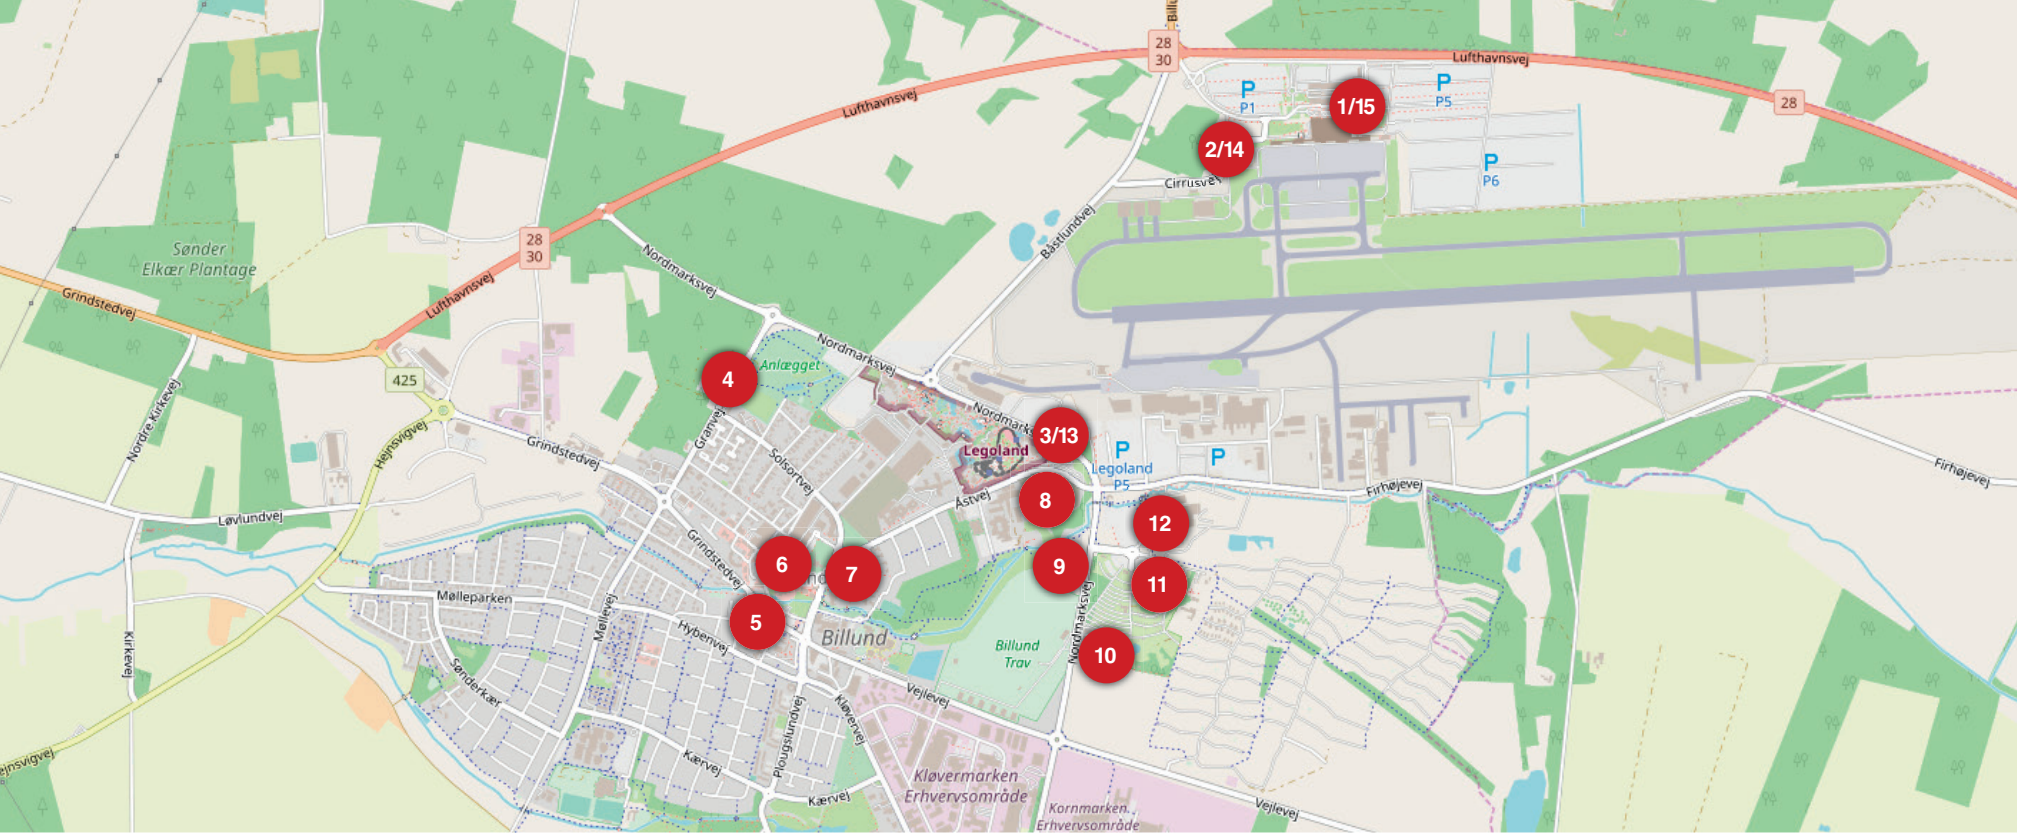 28
30
Lufthavnsvej
P
P1
1/15
P
P5
28
Lufthavnsvej
2/14
P
P6
Cirrusvej
Sønder
Elkær Plantage
28
30
Båstlundvej
Nordmarksvej
Grindstedvej
Lufthavnsvej
Nordmarksvej
Anlægget
4
425
Nordre Kirkevej
Hejnsvigvej
Granvej
Grindstedvej
Solsortvej
3/13
Legoland
P
Legoland
P5
P
Firhøjevej
Firhøjevej
Åstvej
8
12
Løvlundvej
Grindstedvej
6
7
9
11
Mølleparken
Møllevej
5
Hybenvej
Billund
Billund
Trav
Nordmarksvej
10
Kirkevej
Sønderkær
Vejlevej
Kløvervej
Plougslundvej
Kærvej
Kærvej
Kløvermarken
Erhvervsområde
Kornmarken
Erhvervsområde
Vejlevej